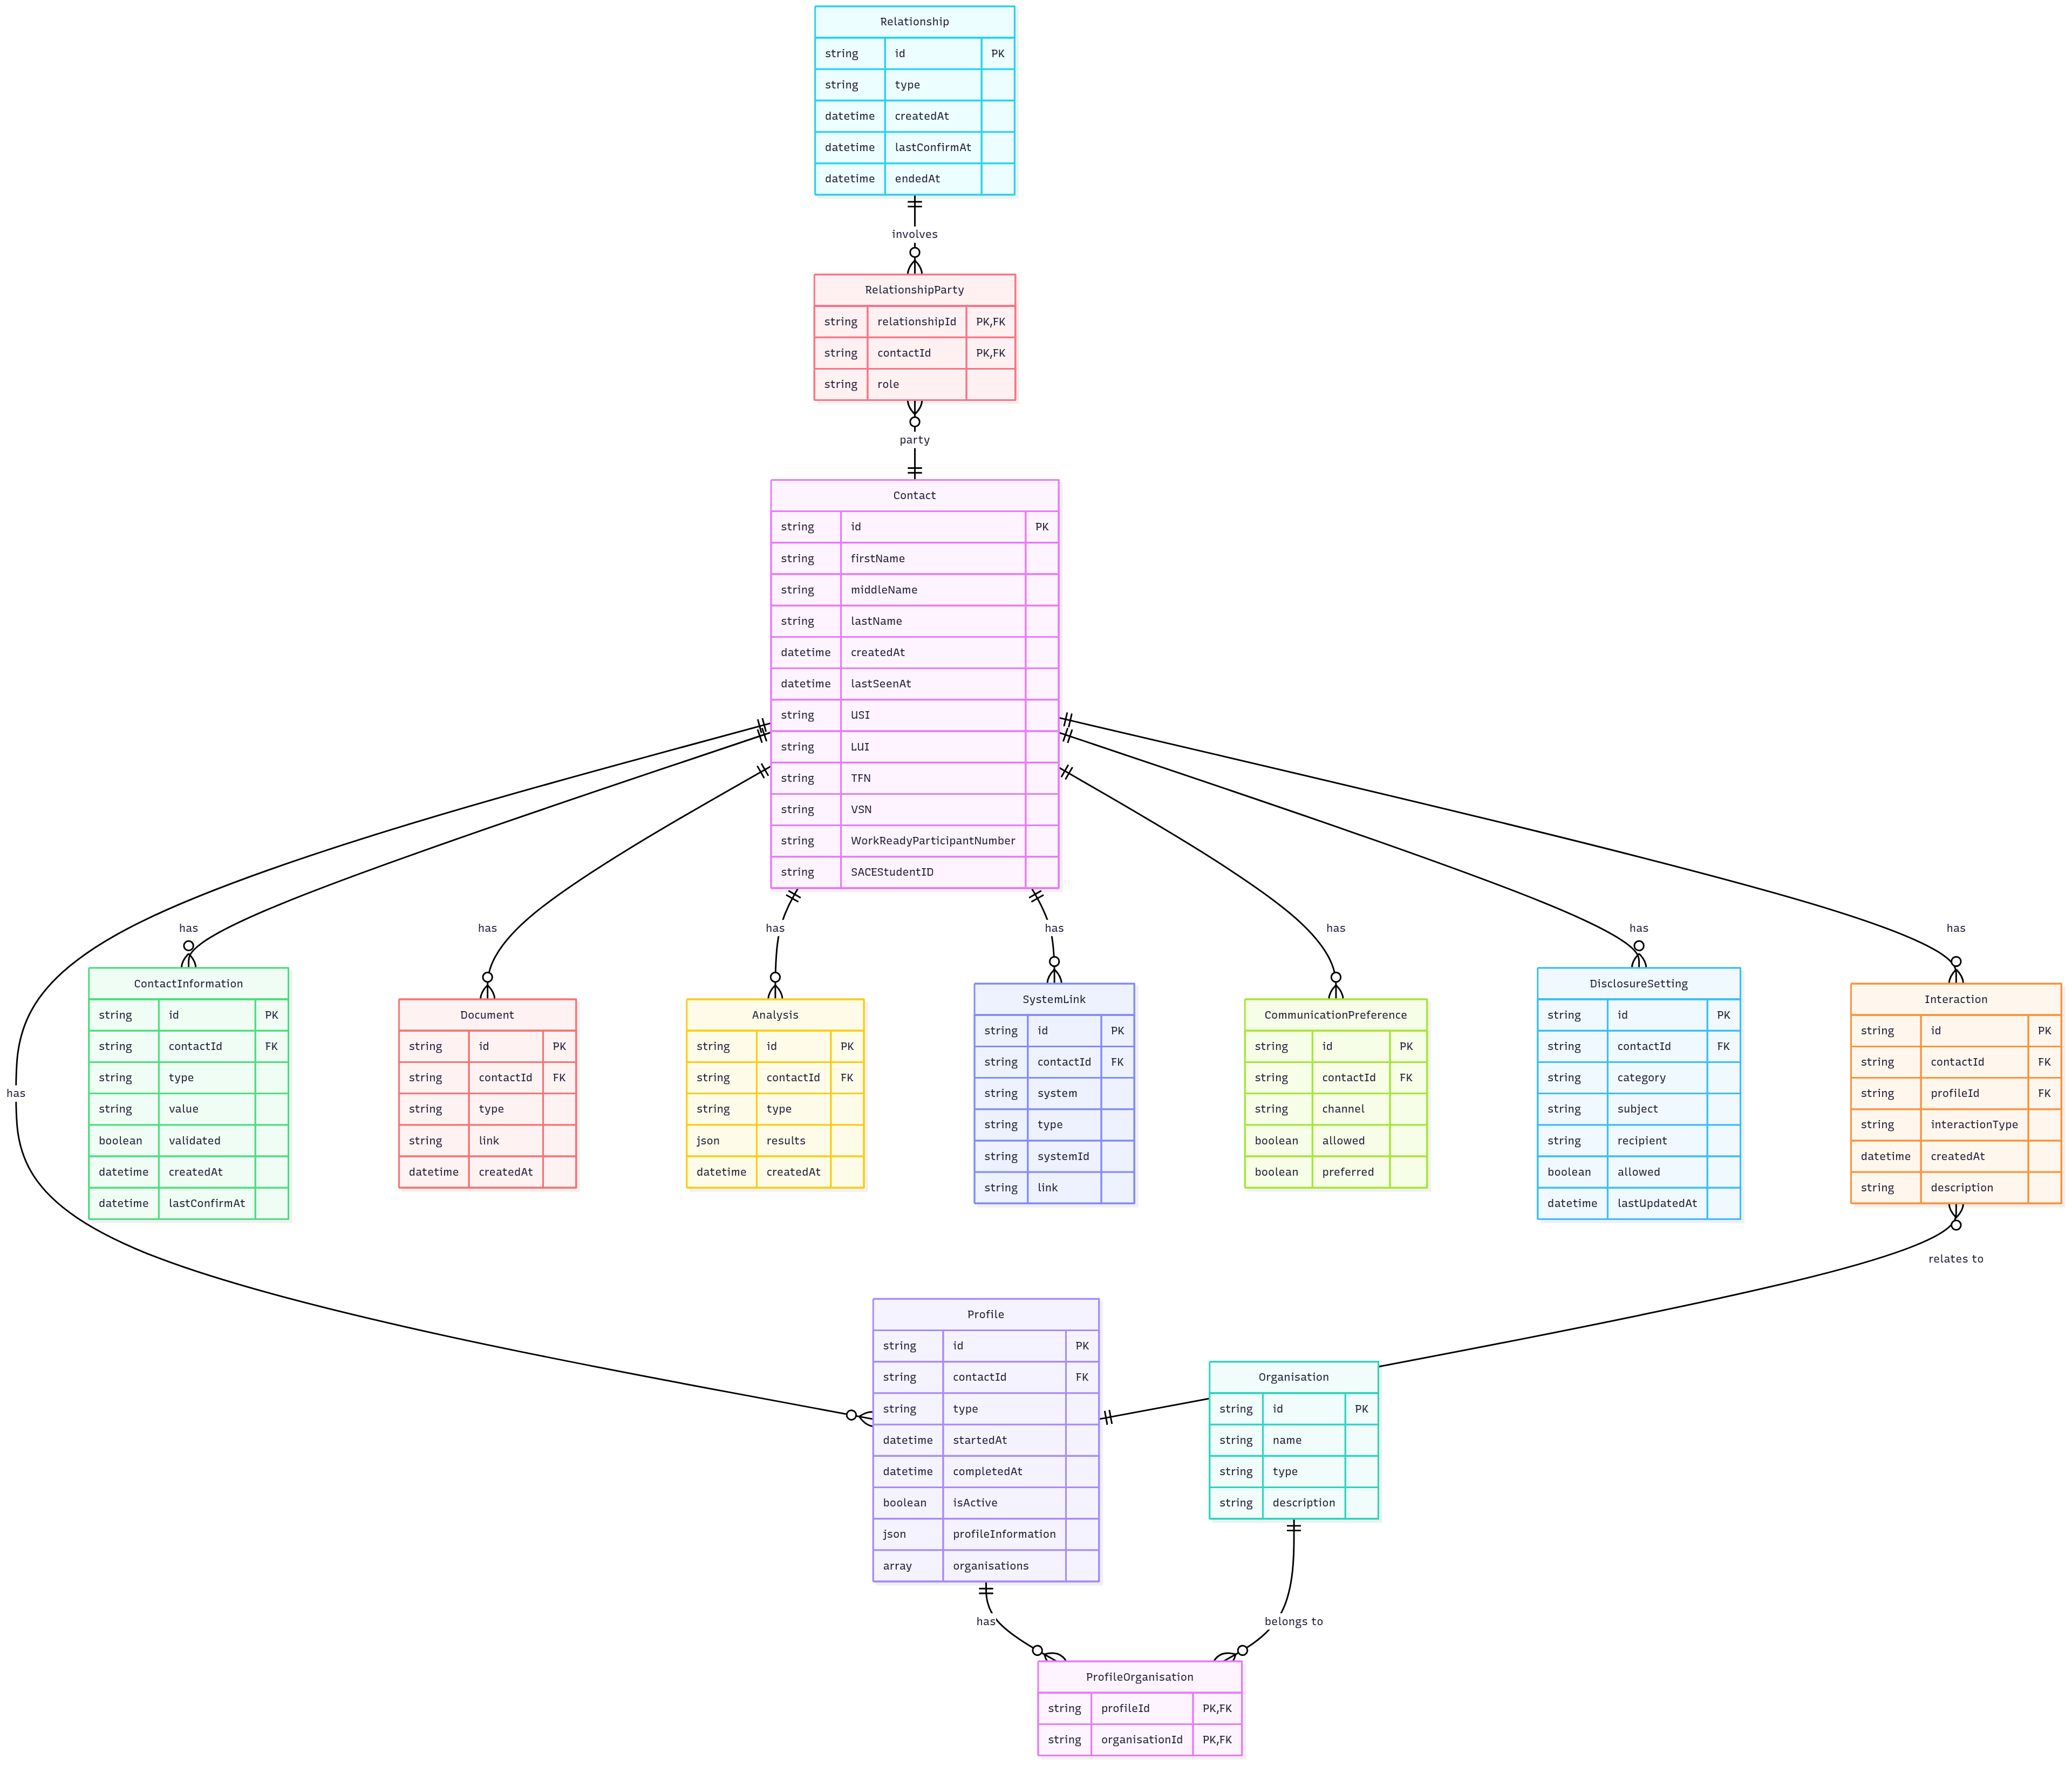 Relationship
string id PK
string type
datetime createdAt
datetime lastConfirmAt
datetime endedAt
involves
RelationshipParty
string relationshipId PK,FK
string contactId PK,FK
string role
party
Contact
string id PK
string firstName
string middleName
string lastName
datetime createdAt
datetime lastSeenAt
string USI
string LUI
string TFN
string VSN
string WorkReadyParticipantNumber
string SACEStudentID
has
has
has
has
has
has
has
has
ContactInformation
string id PK
string contactId FK
string type
string value
boolean validated
datetime createdAt
datetime lastConfirmAt
Document
string id PK
string contactId FK
string type
string link
datetime createdAt
Analysis
string id PK
string contactId FK
string type
json results
datetime createdAt
SystemLink
string id PK
string contactId FK
string system
string type
string systemId
string link
CommunicationPreference
string id PK
string contactId FK
string channel
boolean allowed
boolean preferred
DisclosureSetting
string id PK
string contactId FK
string category
string subject
string recipient
boolean allowed
datetime lastUpdatedAt
Interaction
string id PK
string contactId FK
string profileId FK
string interactionType
datetime createdAt
string description
relates to
Profile
string id PK
string contactId FK
string type
datetime startedAt
datetime completedAt
boolean isActive
json profileInformation
array organisations
Organisation
string id PK
string name
string type
string description
has
belongs to
ProfileOrganisation
string profileId PK,FK
string organisationId PK,FK